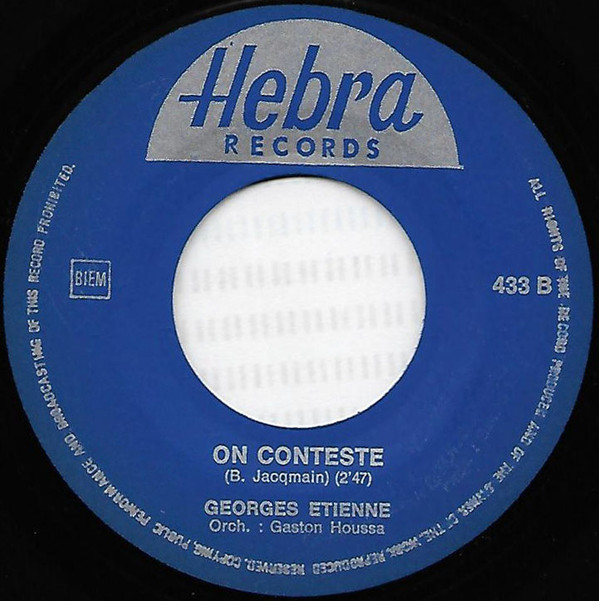 Hebra
RECORDS
ALL RIGHTS OF THE RECORD PRODUCER AND OF THE OWNER OF THE WORK REPRODUCED RESERVED. COPYING, PUBLIC PERFORMANCE AND BROADCASTING OF THIS RECORD PROHIBITED.
BIEM
433 B
ON CONTESTE
(B. Jacqmain) (2'47)
GEORGES ETIENNE
Orch. : Gaston Houssa